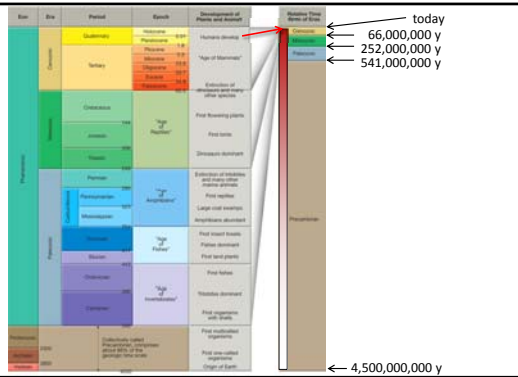 Eon Era Period Epoch Development of Plants and Animals Relative Time Spans of Eras
today
66,000,000 y
252,000,000 y
541,000,000 y
4,500,000,000 y
Cenozoic
Quaternary
Holocene
Humans develop
Tertiary
Pliocene
Miocene
Oligocene
Eocene
"Age of Mammals"
Extinction of dinosaurs and many other species
Cretaceous
Jurassic
Triassic
"Age of Reptiles"
First flowering plants
First birds
Dinosaurs dominant
Phanerozoic
Paleozoic
Permian
Pennsylvanian
Mississippian
"Age of Amphibians"
Extinction of trilobites and many other marine animals
First reptiles
Large coal swamps
Amphibians abundant
Silurian
"Age of Fishes"
First insect fossils
Fishes dominant
First land plants
Ordovician
Cambrian
"Age of Invertebrates"
First fishes
Trilobites dominant
First organisms with shells
Collectively called Precambrian, comprises about 88% of the geologic time scale
First multicelled organisms
First one-celled organisms
Origin of Earth
Precambrian